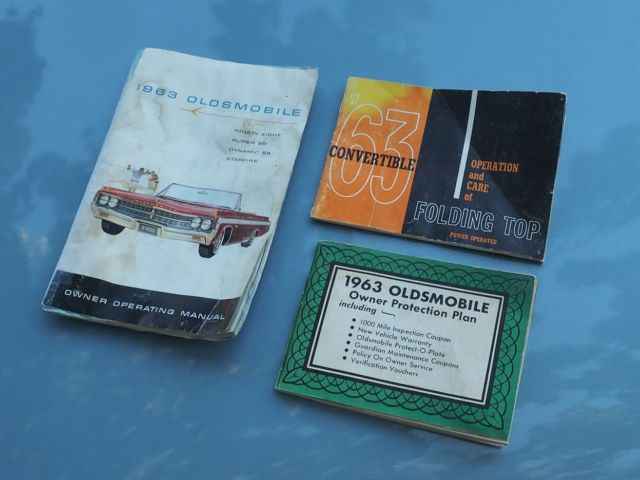 1963 OLDSMOBILE
NINETY EIGHT
SUPER 88
DYNAMIC 88
STARFIRE
OWNER OPERATING MANUAL
63
CONVERTIBLE
OPERATION
and
CARE
of
FOLDING TOP
POWER OPERATED
1963 OLDSMOBILE
Owner Protection Plan
including
• 1000 Mile Inspection Coupon
• New Vehicle Warranty
• Oldsmobile Protect-O-Plate
• Guardian Maintenance Coupons
• Policy On Owner Service
• Verification Vouchers